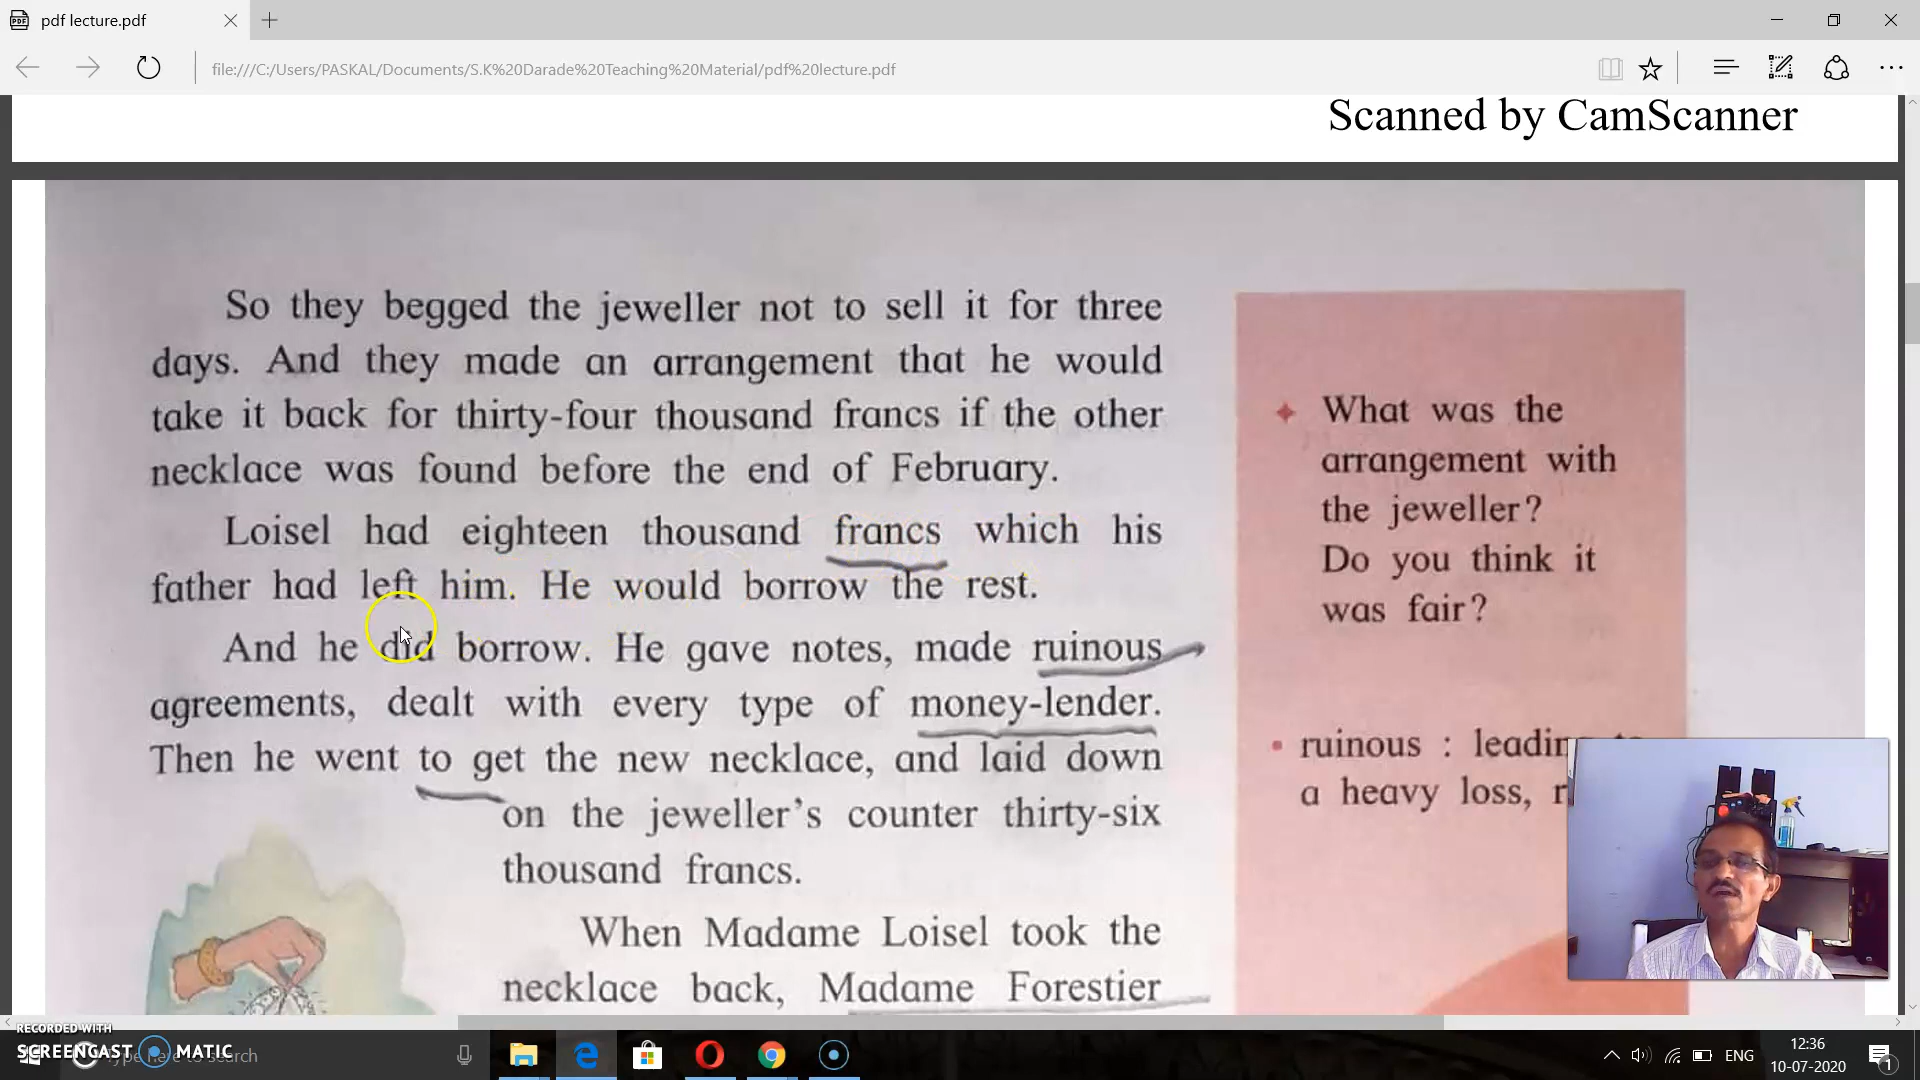 pdf lecture.pdf
file:///C:/Users/PASKAL/Documents/S.K%20Darade%20Teaching%20Material/pdf%20lecture.pdf
Scanned by CamScanner
So they begged the jeweller not to sell it for three
days. And they made an arrangement that he would
take it back for thirty-four thousand francs if the other
necklace was found before the end of February.
Loisel had eighteen thousand francs which his
father had left him. He would borrow the rest.
And he did borrow. He gave notes, made ruinous
agreements, dealt with every type of money-lender.
Then he went to get the new necklace, and laid down
on the jeweller's counter thirty-six
thousand francs.
When Madame Loisel took the
necklace back, Madame Forestier
What was the
arrangement with
the jeweller?
Do you think it
was fair?
ruinous : leading to
a heavy loss,
RECORDED WITH
SCREENCAST MATIC
Type here to search
ENG
12:36
10-07-2020
1